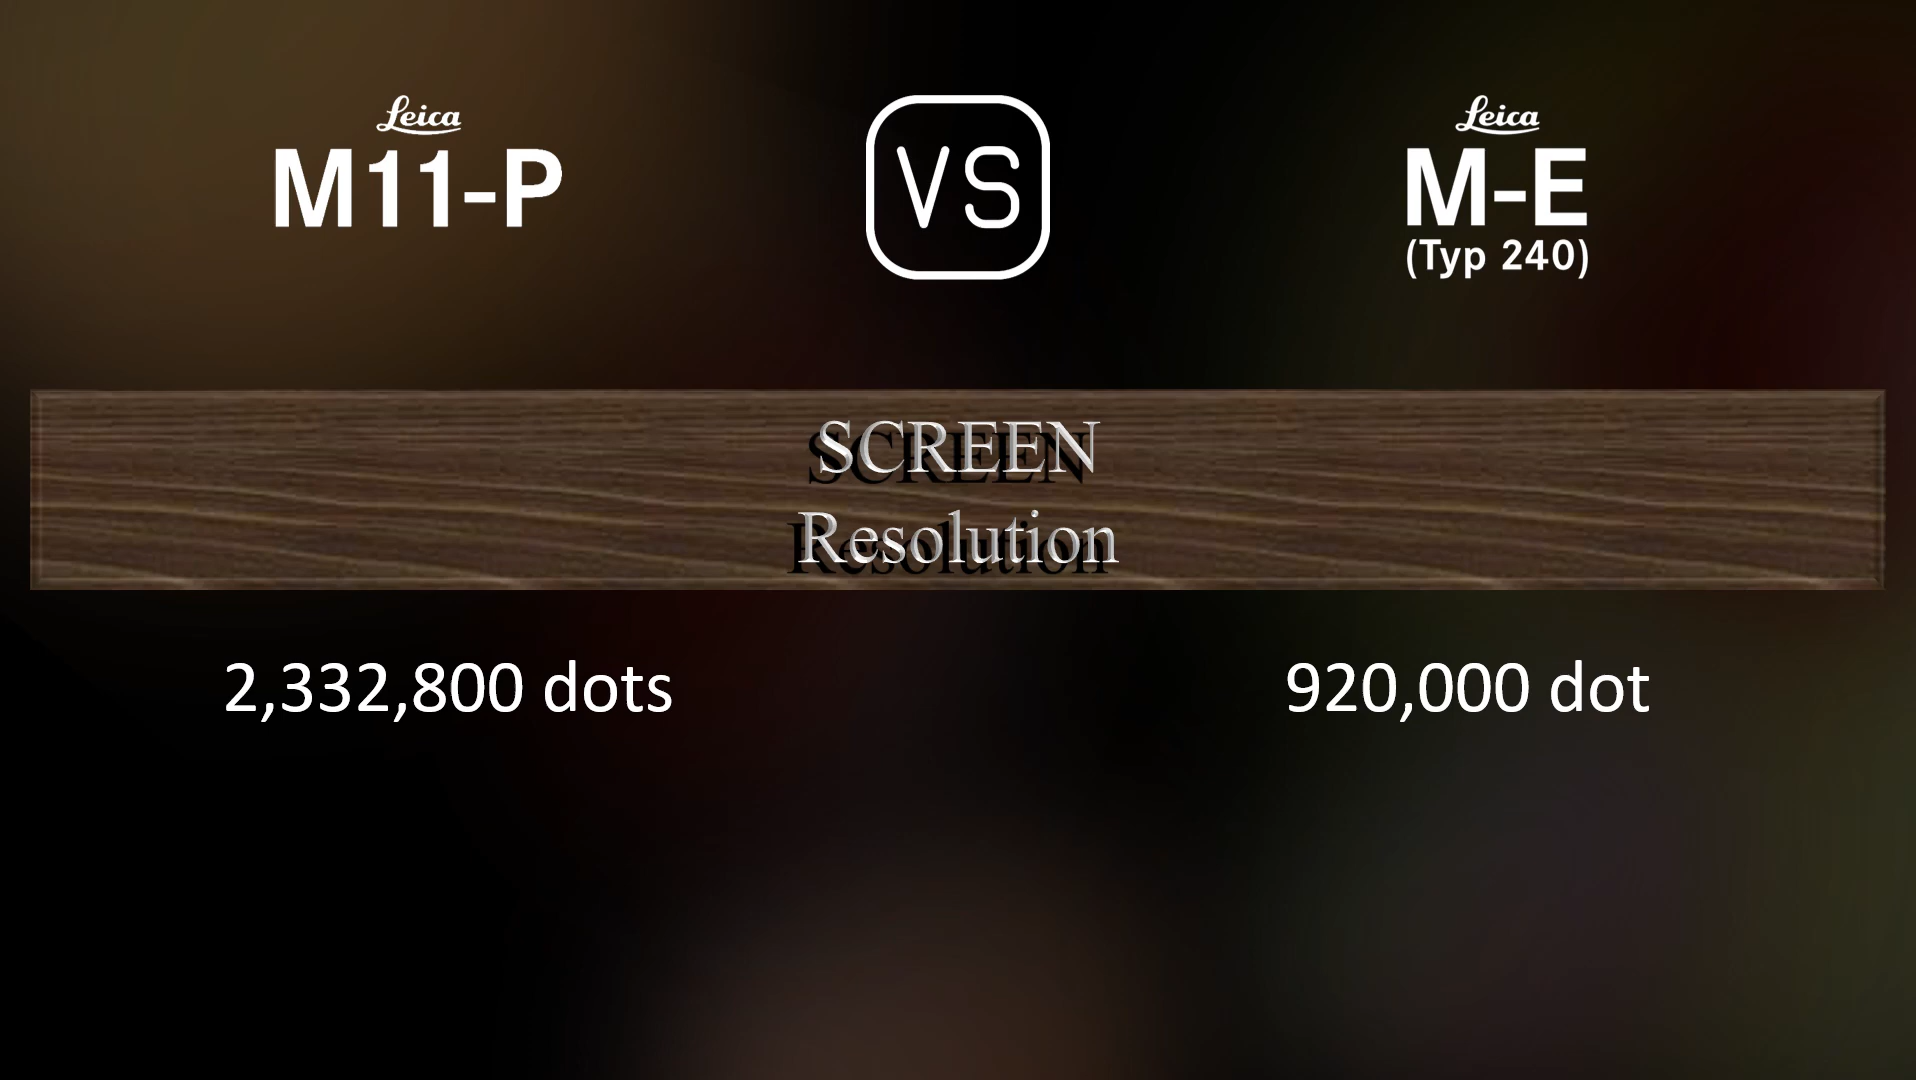 Leica
M11-P
VS
Leica
M-E
(Typ 240)
SCREEN
Resolution
2,332,800 dots
920,000 dot